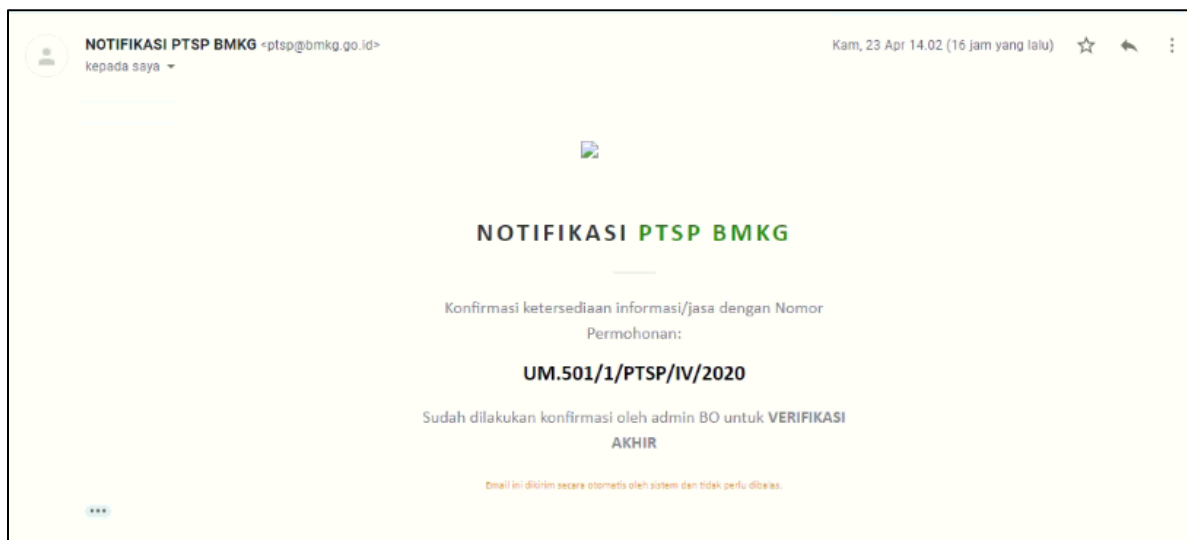 NOTIFIKASI PTSP BMKG <ptsp@bmkg.go.id>
Kam, 23 Apr 14.02 (16 jam yang lalu)
kepada saya
NOTIFIKASI PTSP BMKG
Konfirmasi ketersediaan informasi/jasa dengan Nomor
Permohonan:
UM.501/1/PTSP/IV/2020
Sudah dilakukan konfirmasi oleh admin BO untuk VERIFIKASI
AKHIR
Email ini dikirim secara otomatis oleh sistem dan tidak perlu dibalas.